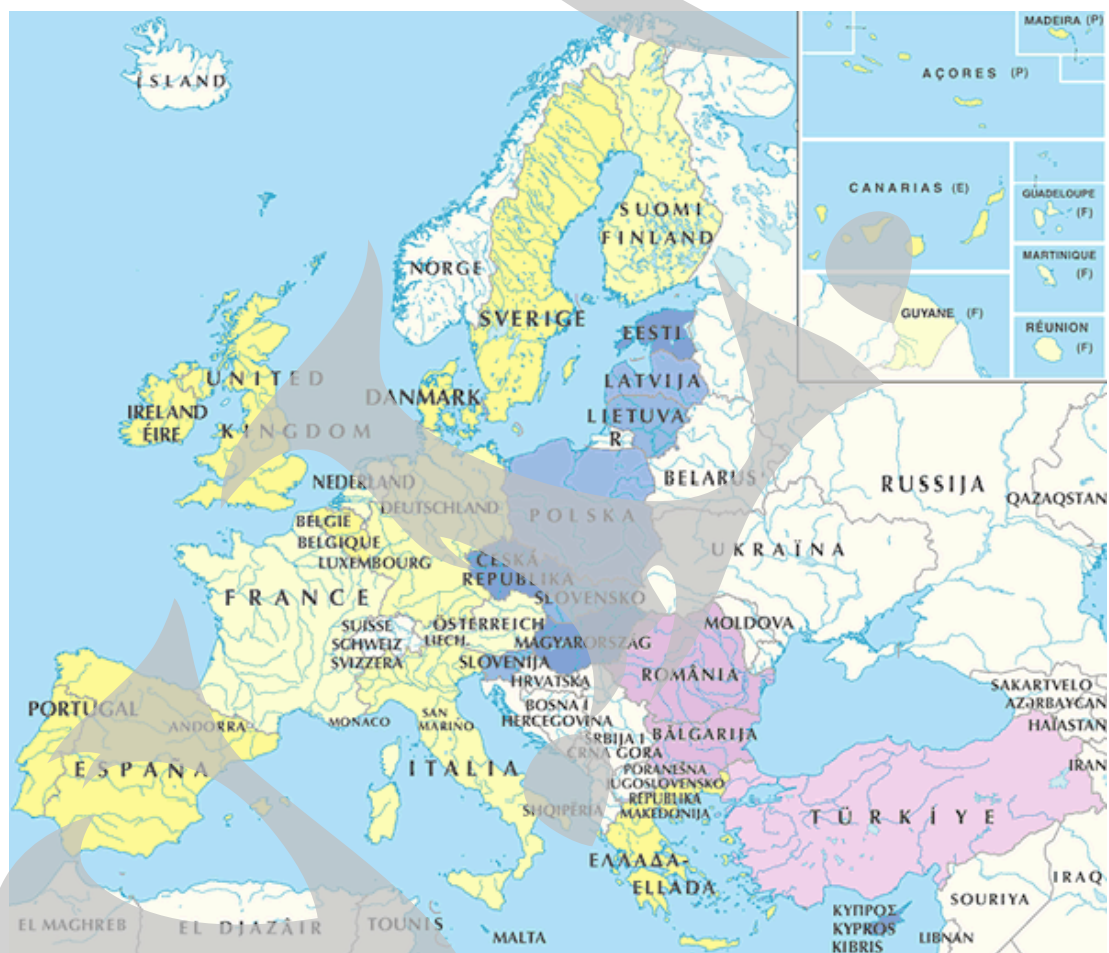 MADEIRA (P)
AÇORES (P)
ISLAND
CANARIAS (E)
GUADELOUPE
(F)
MARTINIQUE
(F)
GUYANE (F)
RÉUNION
(F)
SUOMI
FINLAND
NORGE
SVERIGE
EESTI
LATVIJA
LIETUVA
R
UNITED
KINGDOM
IRELAND
ÉIRE
DANMARK
BELARUS'
RUSSIJA
QAZAQSTAN
NEDERLAND
DEUTSCHLAND
POLSKA
BELGIË
BELGIQUE
LUXEMBOURG
UKRAÏNA
ČESKÁ
REPUBLIKA
SLOVENSKO
FRANCE
SUISSE
SCHWEIZ
SVIZZERA
LIECH.
ÖSTERREICH
MAGYARORSZÁG
MOLDOVA
SLOVENIJA
HRVATSKA
ROMÂNIA
BOSNA I
HERCEGOVINA
SAKARTVELO
AZƏRBAYCAN
HAÏASTAN
IRAN
PORTUGAL
ANDORRA
MONACO
SAN
MARINO
SRBIJA I
CRNA GORA
BĂLGARIJA
ESPAÑA
ITALIA
PORANEŠNA
JUGOSLOVENSKO
REPUBLIKA
MAKEDONIJA
SHQIPËRIA
TÜRKİYE
ΕΛΛΑΔΑ-
ELLADA
IRAQ
SOURIYA
ΚΥΠΡΟΣ
KYPROS
KIBRIS
LIBNAN
EL MAGHREB
EL DJAZÂIR
TOUNIS
MALTA